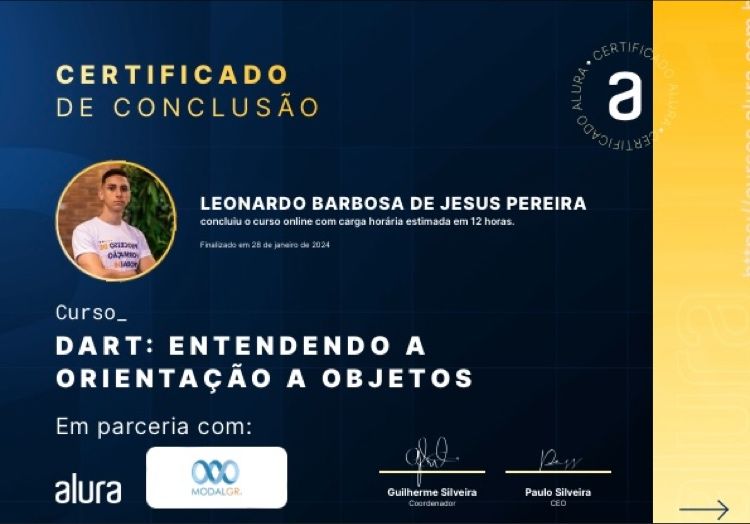 CERTIFICADO
DE CONCLUSÃO
CERTIFICADO ALURA • CERTIFICADO ALURA •
a
LEONARDO BARBOSA DE JESUS PEREIRA
concluiu o curso online com carga horária estimada em 12 horas.
Finalizado em 28 de janeiro de 2024
Curso_
DART: ENTENDENDO A
ORIENTAÇÃO A OBJETOS
Em parceria com:
alura
MODALGR
Guilherme Silveira
Coordenador
Paulo Silveira
CEO